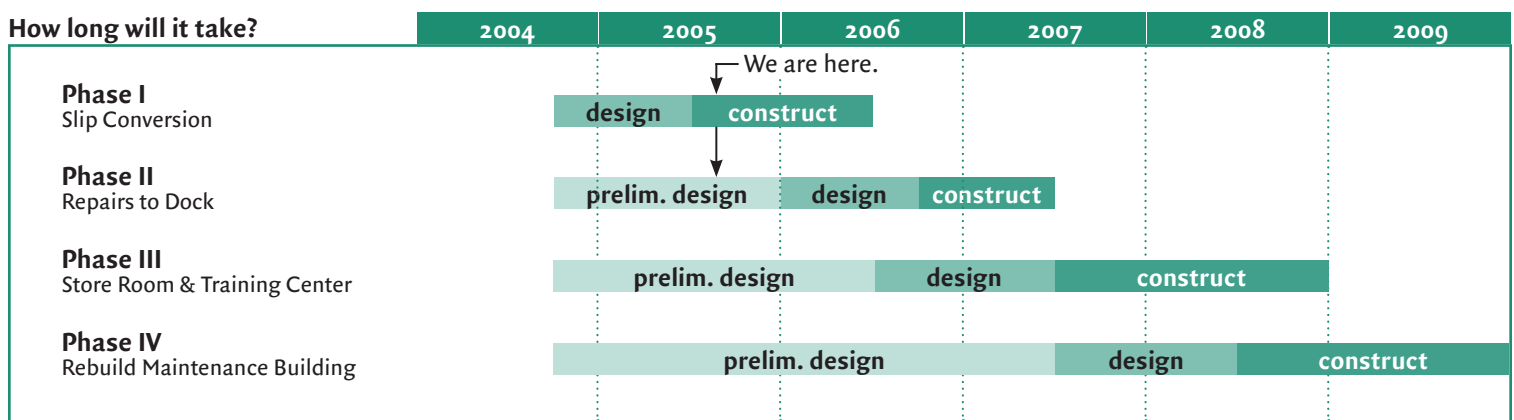 How long will it take? 2004 2005 2006 2007 2008 2009
We are here.
Phase I
Slip Conversion
design construct
Phase II
Repairs to Dock
prelim. design design construct
Phase III
Store Room & Training Center
prelim. design design construct
Phase IV
Rebuild Maintenance Building
prelim. design design construct